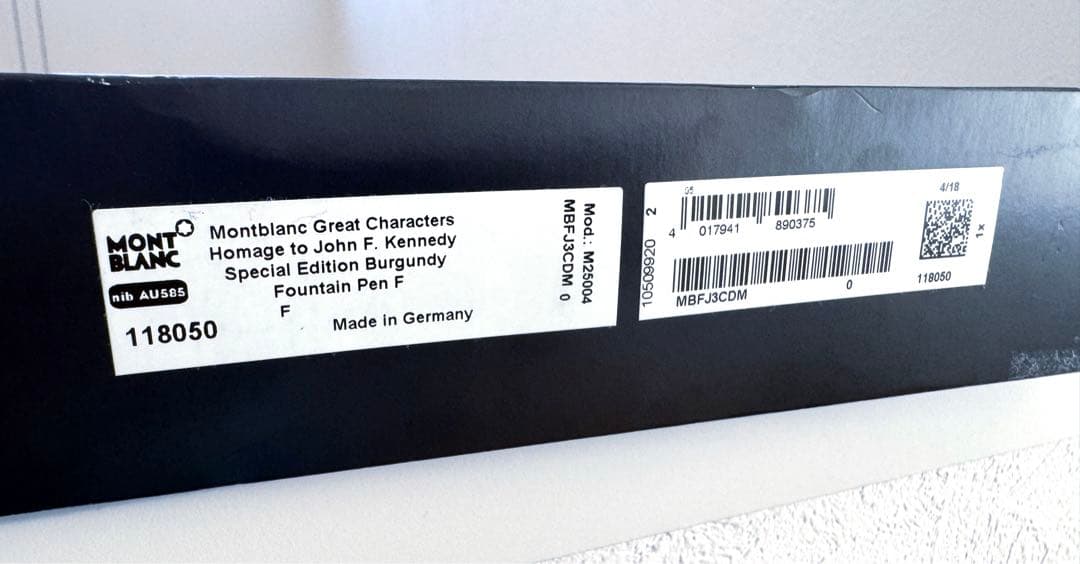 MONT
BLANC
nib AU585
118050
Montblanc Great Characters
Homage to John F. Kennedy
Special Edition Burgundy
Fountain Pen F
F
Made in Germany
Mod.: M25004
MBFJ3CDM 0
10509920 2
05
4 017941 890375
MBFJ3CDM 0
4/18
1x
118050